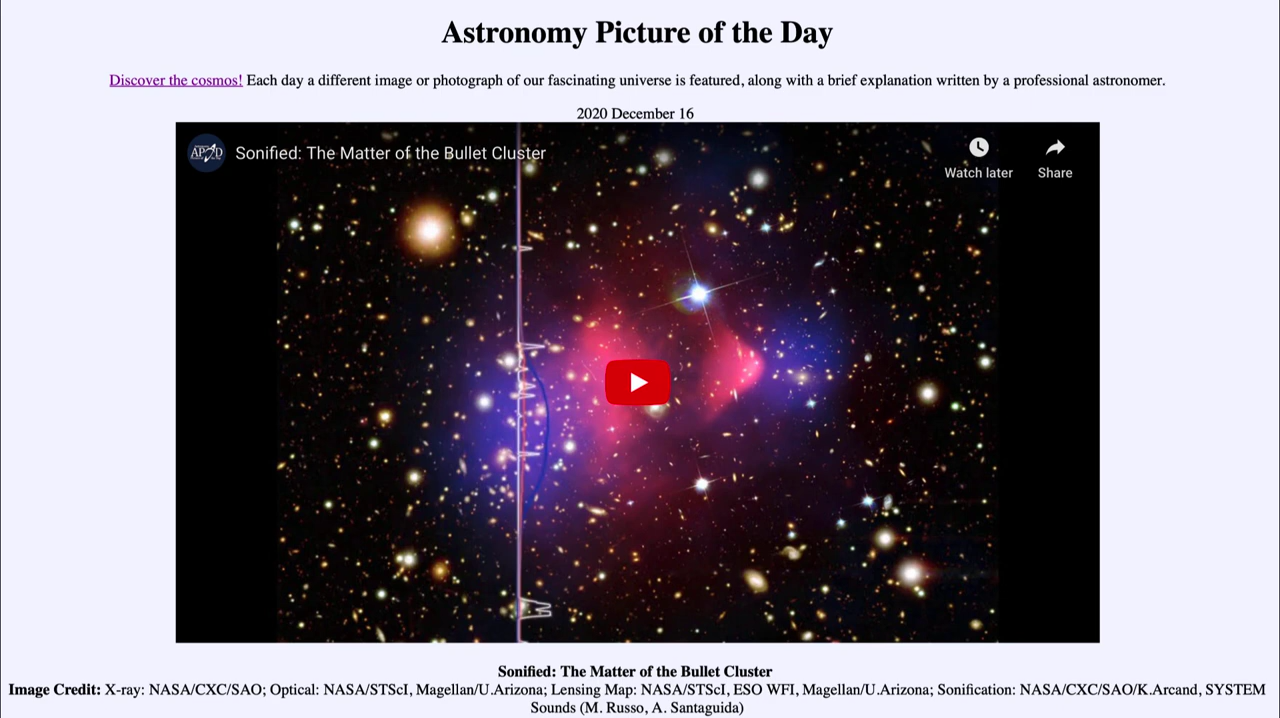 Astronomy Picture of the Day
Discover the cosmos! Each day a different image or photograph of our fascinating universe is featured, along with a brief explanation written by a professional astronomer.
2020 December 16
APOD Sonified: The Matter of the Bullet Cluster
Watch later Share
Sonified: The Matter of the Bullet Cluster
Image Credit: X-ray: NASA/CXC/SAO; Optical: NASA/STScI, Magellan/U.Arizona; Lensing Map: NASA/STScI, ESO WFI, Magellan/U.Arizona; Sonification: NASA/CXC/SAO/K.Arcand, SYSTEM
Sounds (M. Russo, A. Santaguida)